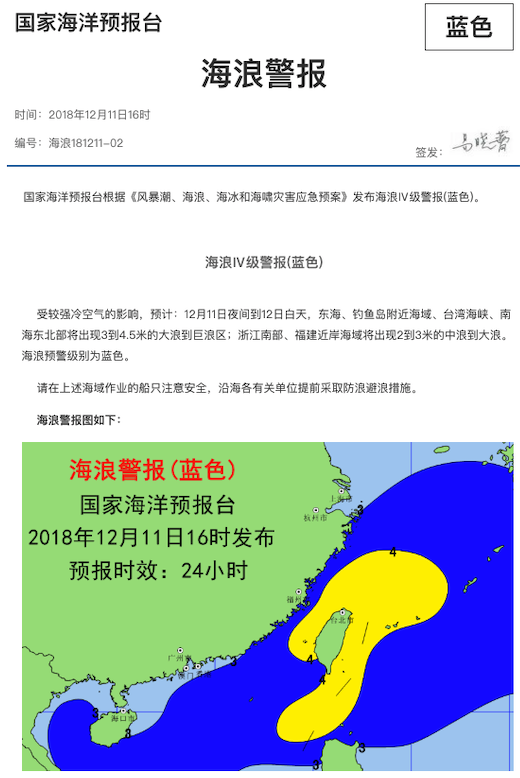 国家海洋预报台
蓝色
海浪警报
时间：2018年12月11日16时
编号：海浪181211-02
签发：
国家海洋预报台根据《风暴潮、海浪、海冰和海啸灾害应急预案》发布海浪Ⅳ级警报(蓝色)。
海浪Ⅳ级警报(蓝色)
受较强冷空气的影响，预计：12月11日夜间到12日白天，东海、钓鱼岛附近海域、台湾海峡、南
海东北部将出现3到4.5米的大浪到巨浪区；浙江南部、福建近岸海域将出现2到3米的中浪到大浪。
海浪预警级别为蓝色。
请在上述海域作业的船只注意安全，沿海各有关单位提前采取防浪避浪措施。
海浪警报图如下：
海浪警报(蓝色)
国家海洋预报台
2018年12月11日16时发布
预报时效：24小时
上海市
杭州市
3
4
福州市
台北市
4
广州市
3
4
3
海口市
3
3
3